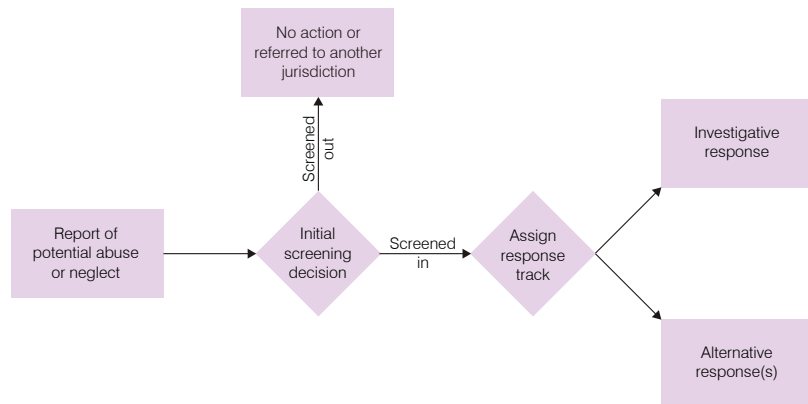 No action or
referred to another
jurisdiction
Screened
out
Investigative
response
Report of
potential abuse
or neglect
Initial
screening
decision
Screened
in
Assign
response
track
Alternative
response(s)